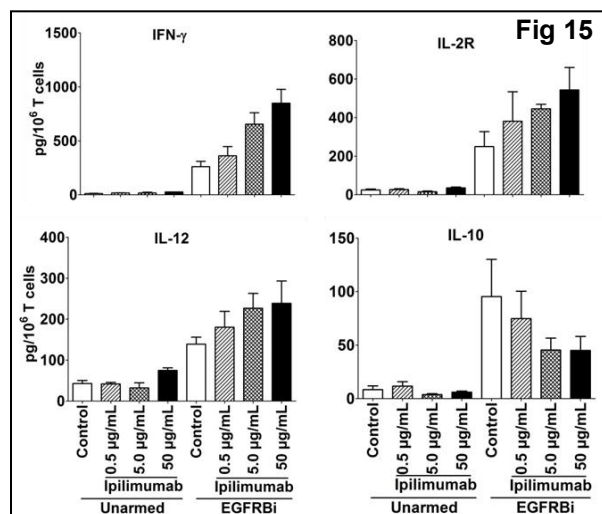 Fig 15
IFN-γ
pg/10⁶ T cells
1500
1000
500
0
IL-2R
800
600
400
200
0
IL-12
pg/10⁶ T cells
400
300
200
100
0
IL-10
150
100
50
0
Control
0.5 µg/mL
5.0 µg/mL
50 µg/mL
Control
0.5 µg/mL
5.0 µg/mL
50 µg/mL
Ipilimumab
Ipilimumab
Unarmed
EGFRBi
Control
0.5 µg/mL
5.0 µg/mL
50 µg/mL
Control
0.5 µg/mL
5.0 µg/mL
50 µg/mL
Ipilimumab
Ipilimumab
Unarmed
EGFRBi